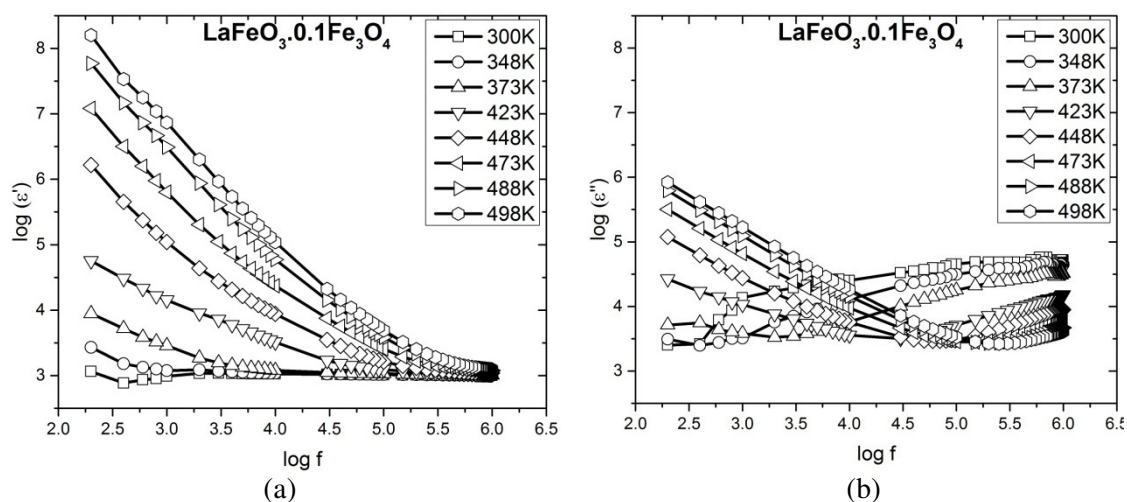 LaFeO3.0.1Fe3O4
300K
348K
373K
423K
448K
473K
488K
498K
log (ε')
8
7
6
5
4
3
2.0 2.5 3.0 3.5 4.0 4.5 5.0 5.5 6.0 6.5
log f
(a)
LaFeO3.0.1Fe3O4
300K
348K
373K
423K
448K
473K
488K
498K
log (ε")
8
7
6
5
4
3
2.0 2.5 3.0 3.5 4.0 4.5 5.0 5.5 6.0 6.5
log f
(b)